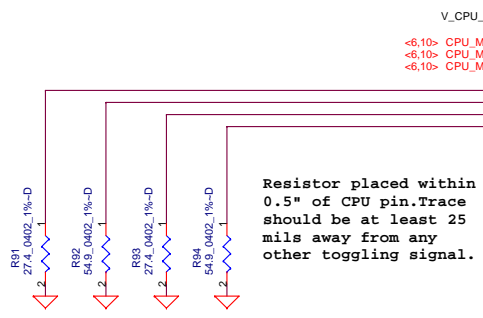 V_CPU_
<6,10> CPU_M
<6,10> CPU_M
<6,10> CPU_M
1
2
R91
27.4_0402_1%~D
1
2
R92
54.9_0402_1%~D
1
2
R93
27.4_0402_1%~D
1
2
R94
54.9_0402_1%~D
Resistor placed within
0.5" of CPU pin.Trace
should be at least 25
mils away from any
other toggling signal.